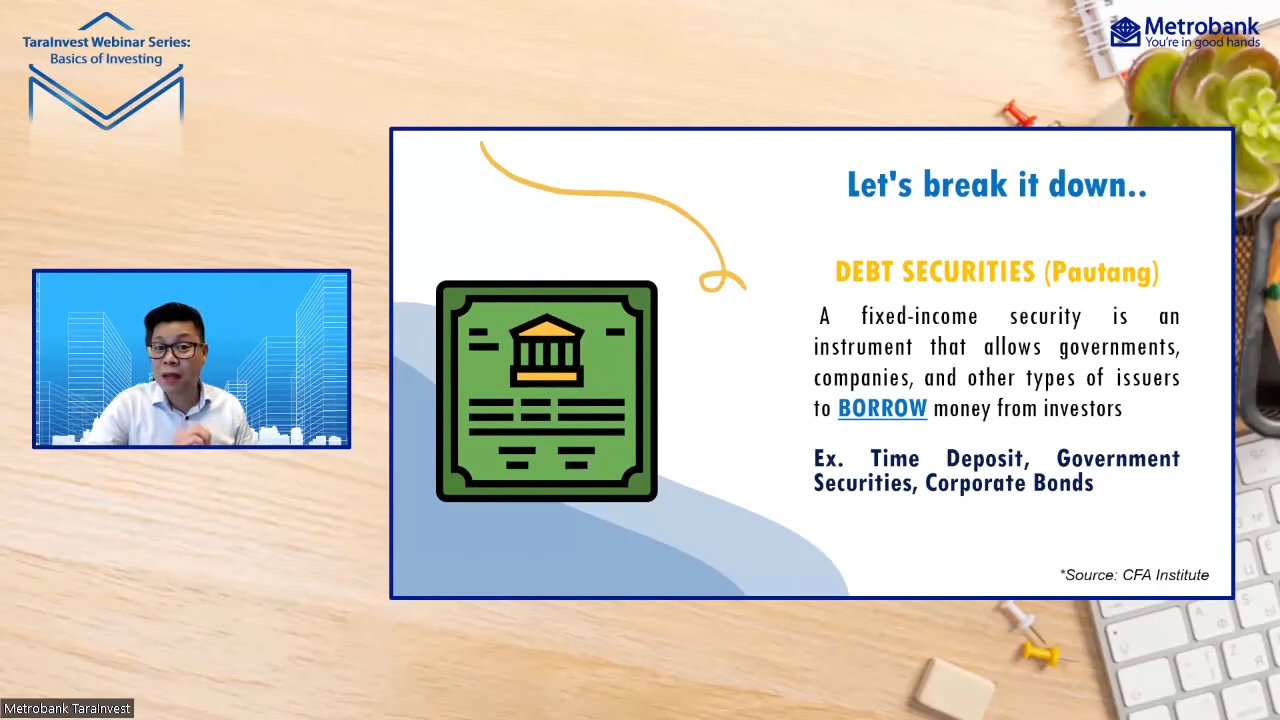 TaraInvest Webinar Series:
Basics of Investing
Metrobank
You're in good hands
Let's break it down..
DEBT SECURITIES (Pautang)
A fixed-income security is an
instrument that allows governments,
companies, and other types of issuers
to BORROW money from investors
Ex. Time Deposit, Government
Securities, Corporate Bonds
*Source: CFA Institute
Metrobank TaraInvest